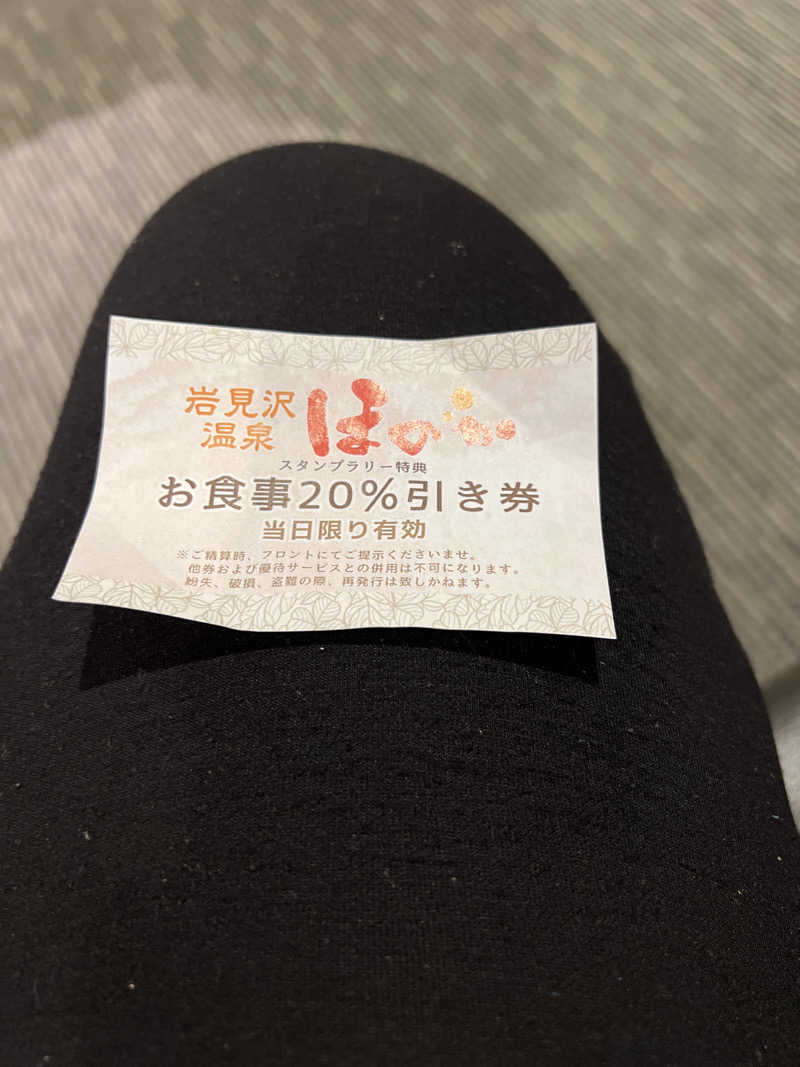 岩見沢
温泉
ほのか
スタンプラリー特典
お食事20%引き券
当日限り有効
※ご精算時、フロントにてご提示くださいませ。
他券および優待サービスとの併用は不可になります。
紛失、破損、盗難の際、再発行は致しかねます。